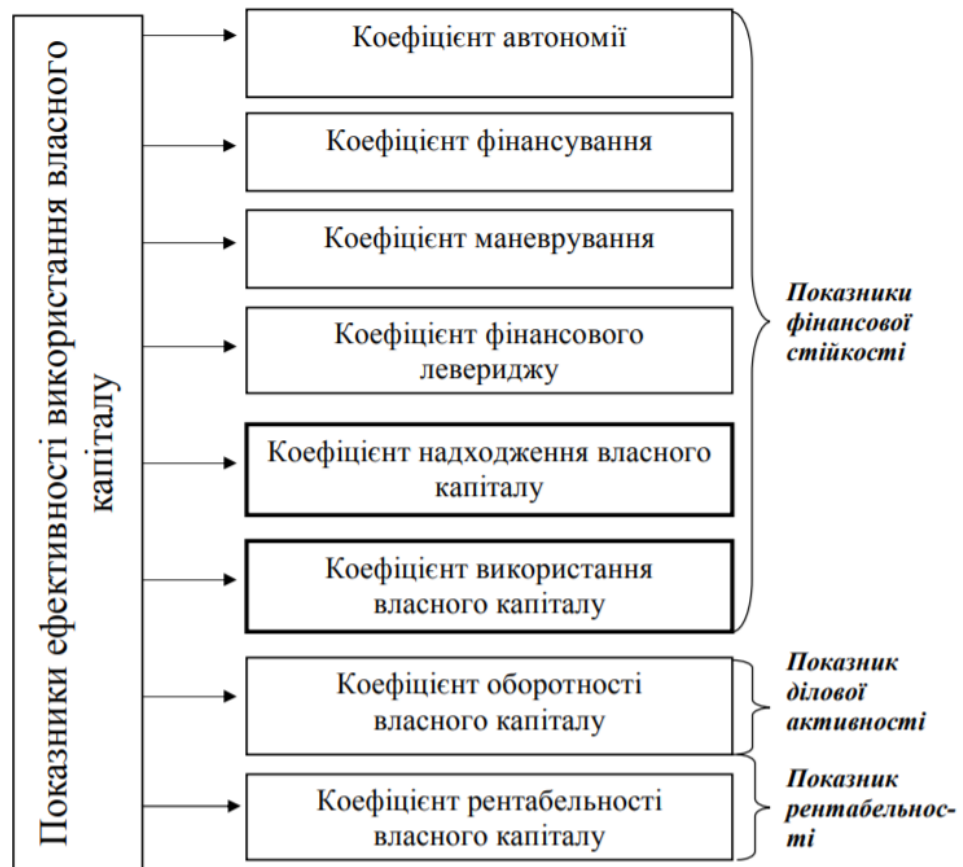 Показники ефективності використання власного
капіталу
Коефіцієнт автономії
Коефіцієнт фінансування
Коефіцієнт маневрування
Коефіцієнт фінансового
левериджу
Коефіцієнт надходження власного
капіталу
Коефіцієнт використання
власного капіталу
Коефіцієнт оборотності
власного капіталу
Коефіцієнт рентабельності
власного капіталу
Показники
фінансової
стійкості
Показник
ділової
активності
Показник
рентабельнос-
ті